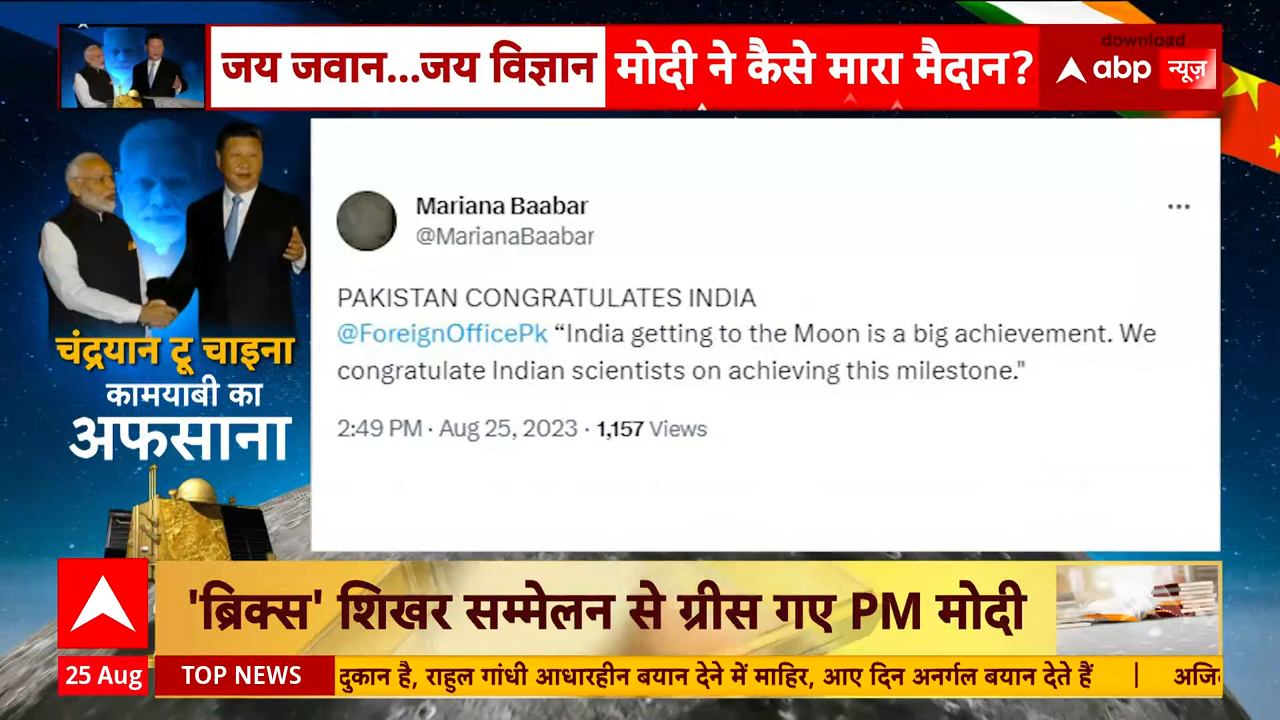 जय जवान...जय विज्ञान मोदी ने कैसे मारा मैदान?
download
abp न्यूज़
Mariana Baabar
@MarianaBaabar
PAKISTAN CONGRATULATES INDIA
@ForeignOfficePk “India getting to the Moon is a big achievement. We
congratulate Indian scientists on achieving this milestone."
2:49 PM · Aug 25, 2023 · 1,157 Views
चंद्रयान टू चाइना
कामयाबी का
अफसाना
'ब्रिक्स' शिखर सम्मेलन से ग्रीस गए PM मोदी
25 Aug TOP NEWS दुकान है, राहुल गांधी आधारहीन बयान देने में माहिर, आए दिन अनर्गल बयान देते हैं |